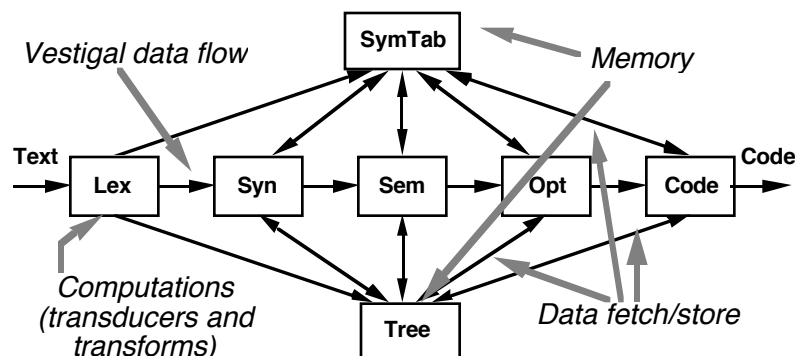 SymTab
Vestigal data flow
Memory
Text
Code
Lex
Syn
Sem
Opt
Code
Computations
(transducers and
transforms)
Data fetch/store
Tree